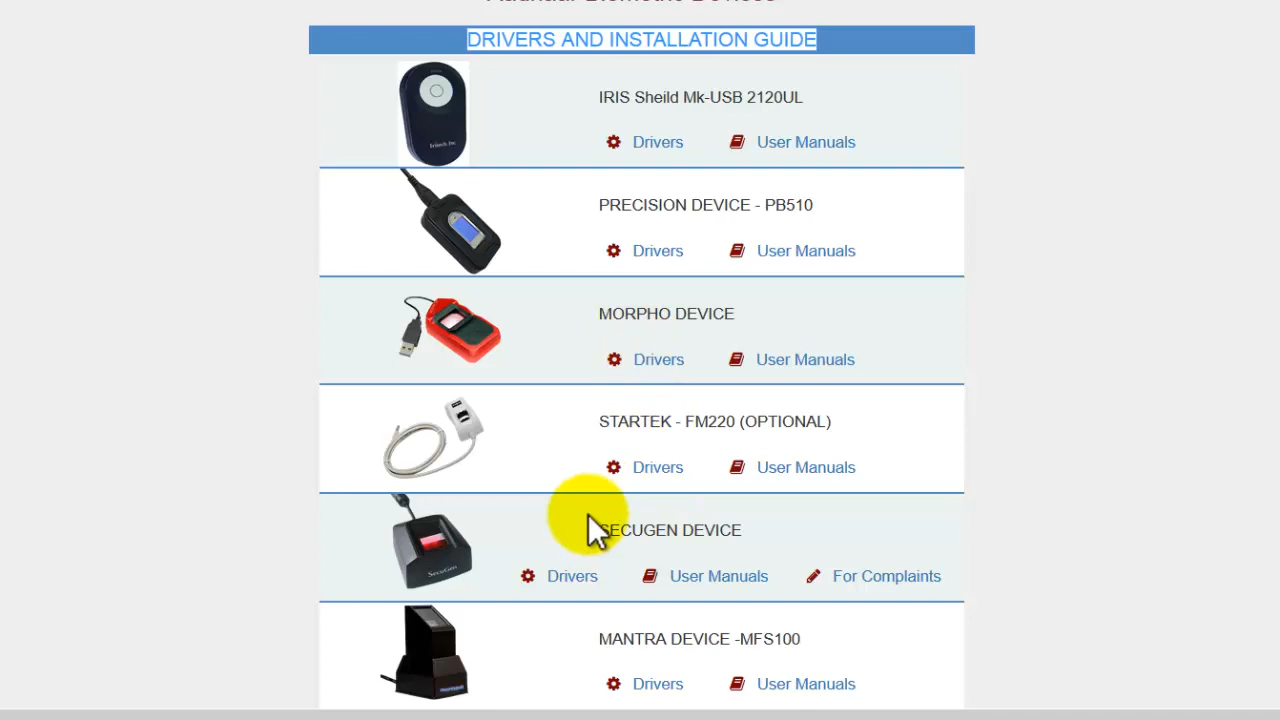 DRIVERS AND INSTALLATION GUIDE
IRIS Sheild Mk-USB 2120UL
Drivers User Manuals
PRECISION DEVICE - PB510
Drivers User Manuals
MORPHO DEVICE
Drivers User Manuals
STARTEK - FM220 (OPTIONAL)
Drivers User Manuals
SECUGEN DEVICE
SecuGen
Drivers User Manuals For Complaints
MANTRA DEVICE -MFS100
Drivers User Manuals